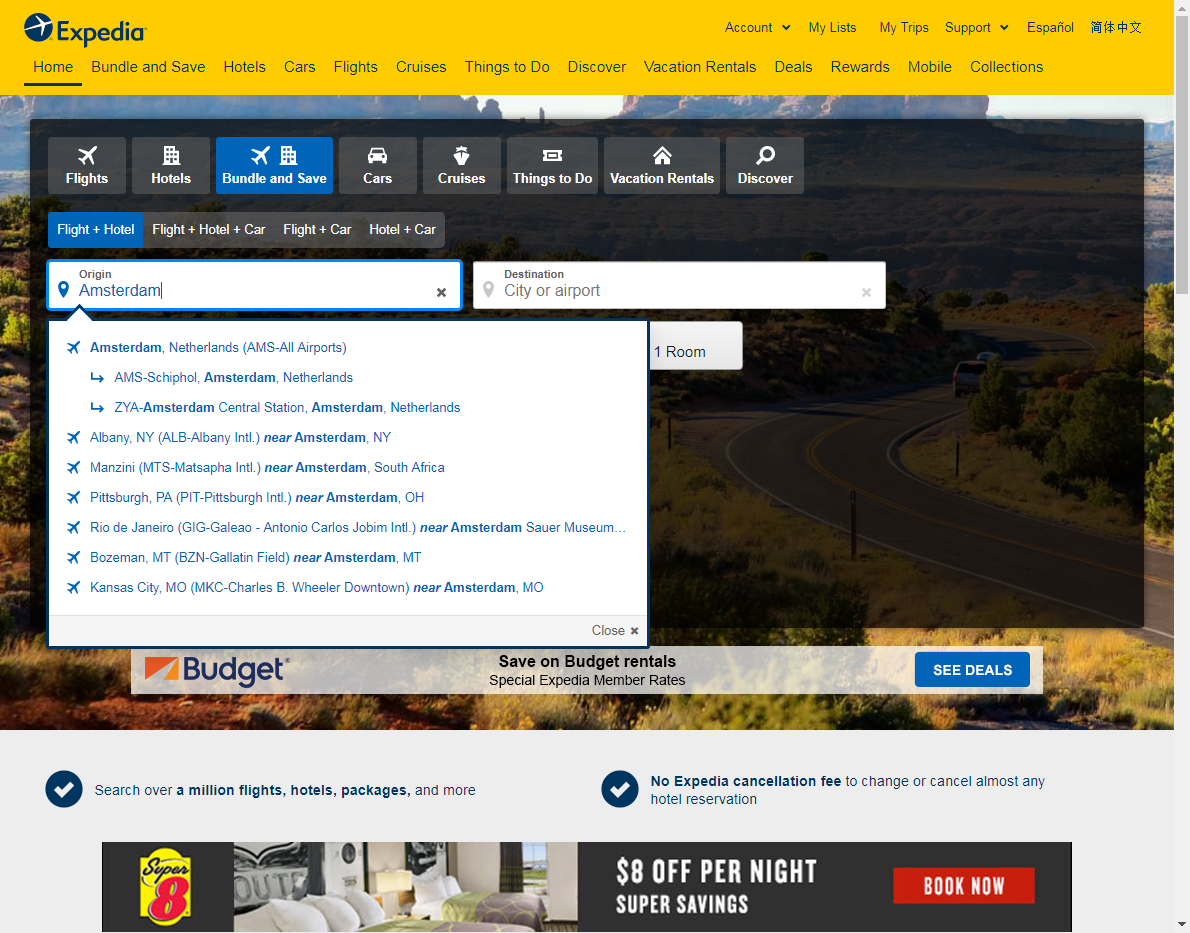 Expedia
Account My Lists My Trips Support Español 简体中文
Home Bundle and Save Hotels Cars Flights Cruises Things to Do Discover Vacation Rentals Deals Rewards Mobile Collections
Flights Hotels Bundle and Save Cars Cruises Things to Do Vacation Rentals Discover
Flight + Hotel Flight + Hotel + Car Flight + Car Hotel + Car
Origin
Amsterdam
Destination
City or airport
1 Room
Amsterdam, Netherlands (AMS-All Airports)
AMS-Schiphol, Amsterdam, Netherlands
ZYA-Amsterdam Central Station, Amsterdam, Netherlands
Albany, NY (ALB-Albany Intl.) near Amsterdam, NY
Manzini (MTS-Matsapha Intl.) near Amsterdam, South Africa
Pittsburgh, PA (PIT-Pittsburgh Intl.) near Amsterdam, OH
Rio de Janeiro (GIG-Galeao - Antonio Carlos Jobim Intl.) near Amsterdam Sauer Museum…
Bozeman, MT (BZN-Gallatin Field) near Amsterdam, MT
Kansas City, MO (MKC-Charles B. Wheeler Downtown) near Amsterdam, MO
Close
Budget
Save on Budget rentals
Special Expedia Member Rates
SEE DEALS
Search over a million flights, hotels, packages, and more
No Expedia cancellation fee to change or cancel almost any
hotel reservation
Super
8
OUT
$8 OFF PER NIGHT
SUPER SAVINGS
BOOK NOW